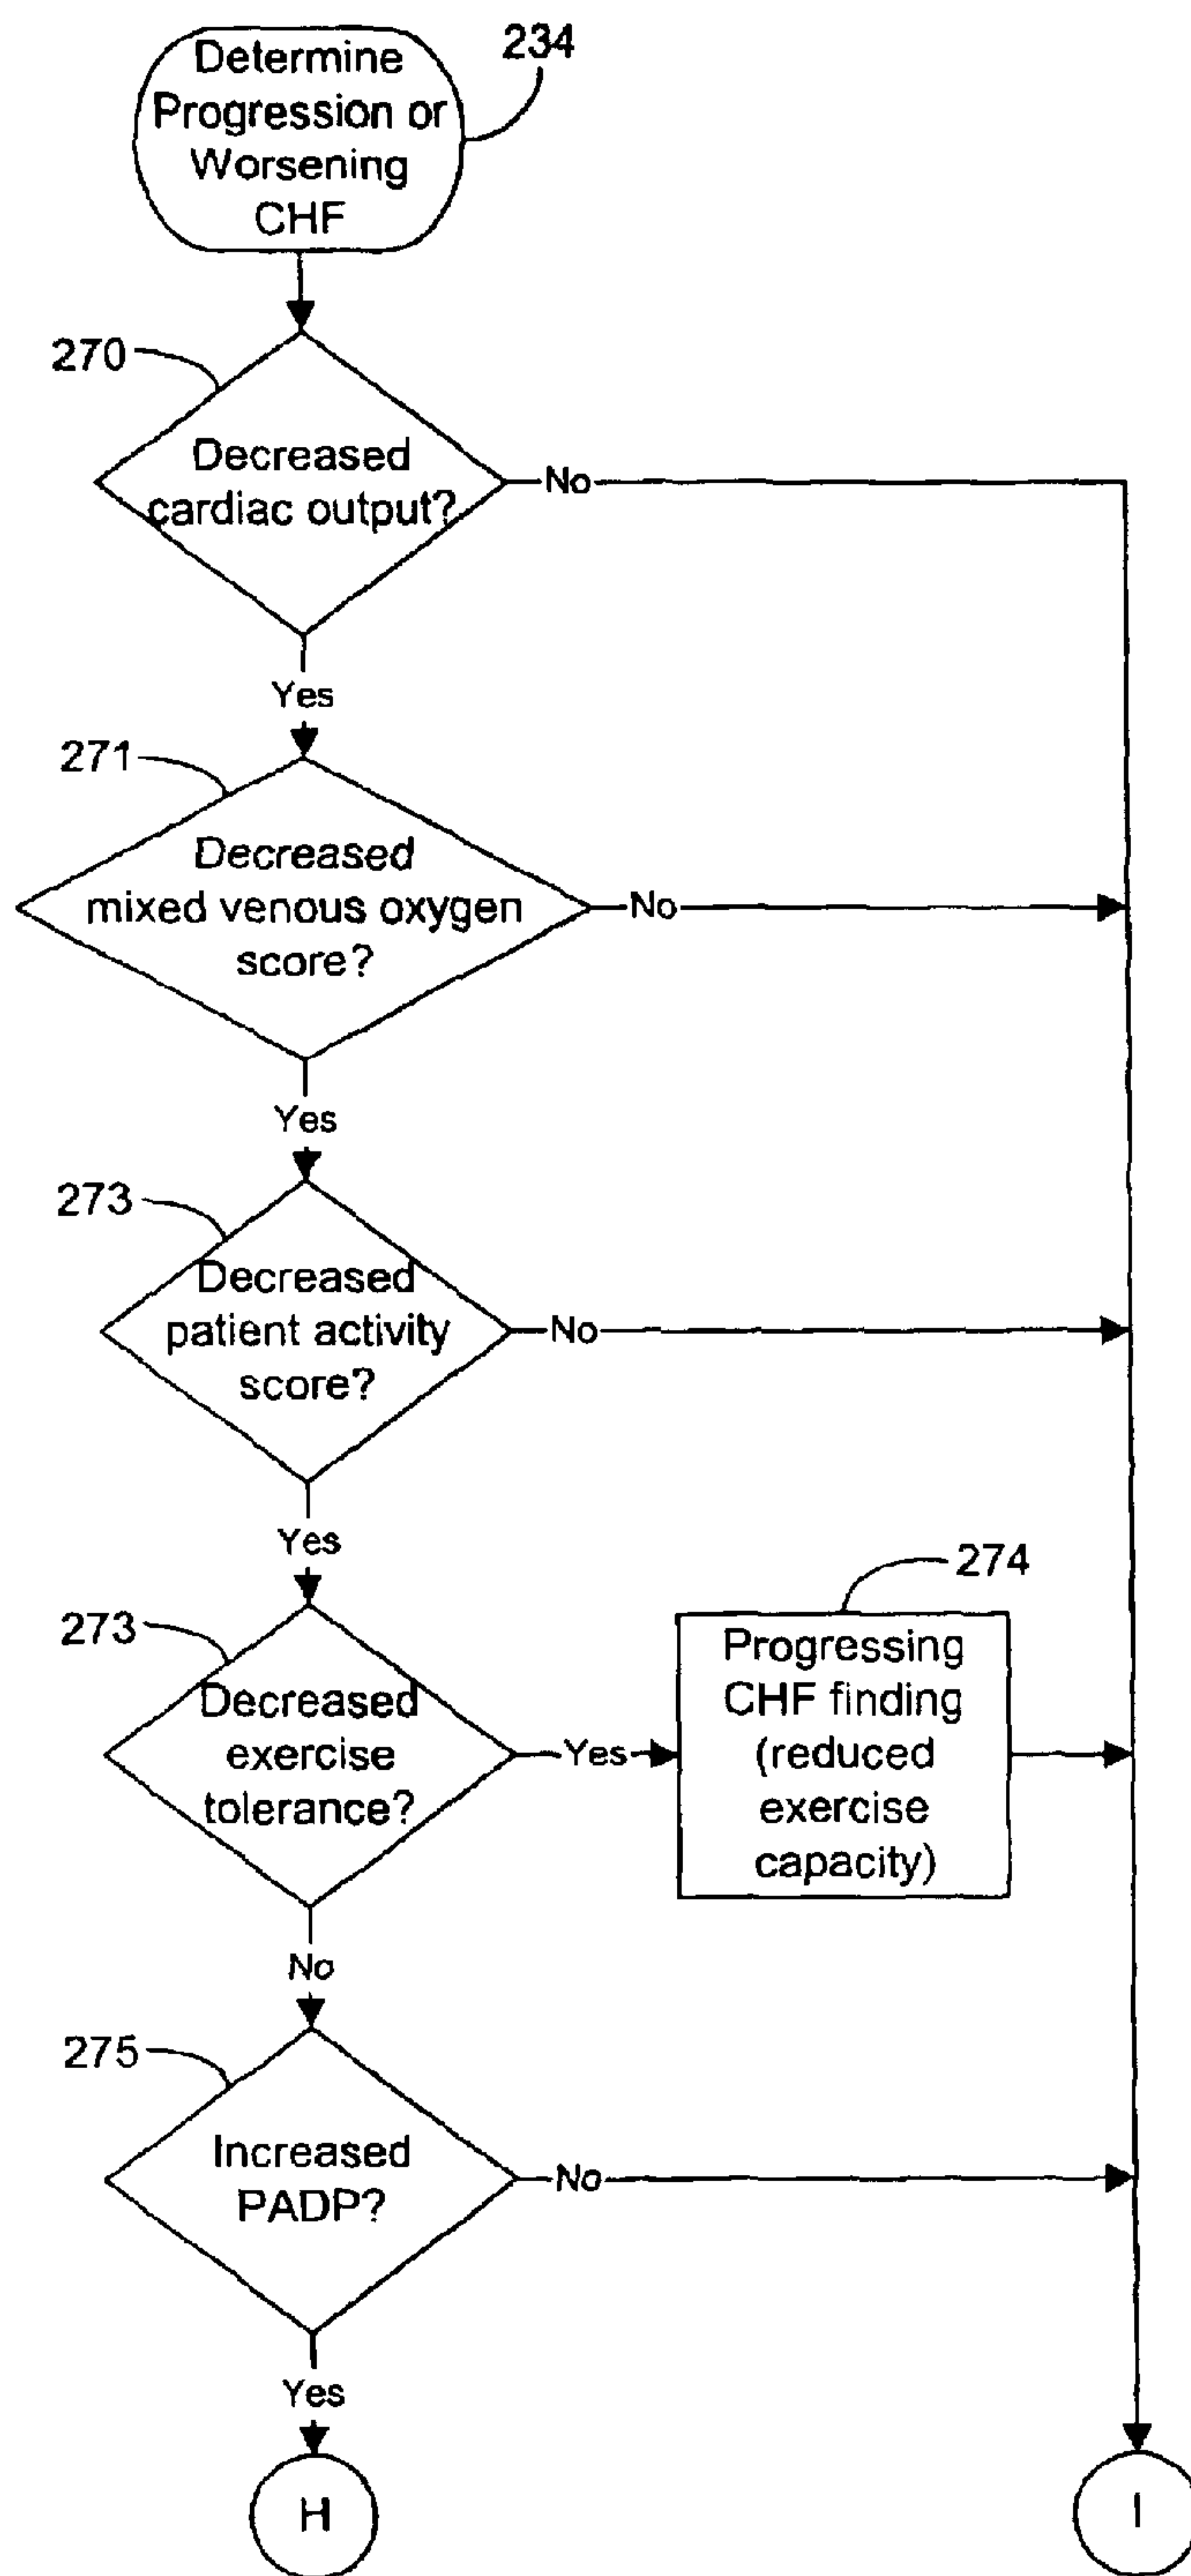 Determine
Progression or
Worsening
CHF
234
270
Decreased
cardiac output?
No
Yes
271
Decreased
mixed venous oxygen
score?
No
Yes
273
Decreased
patient activity
score?
No
Yes
273
Decreased
exercise
tolerance?
Yes
274
Progressing
CHF finding
(reduced
exercise
capacity)
No
275
Increased
PADP?
No
Yes
H
I